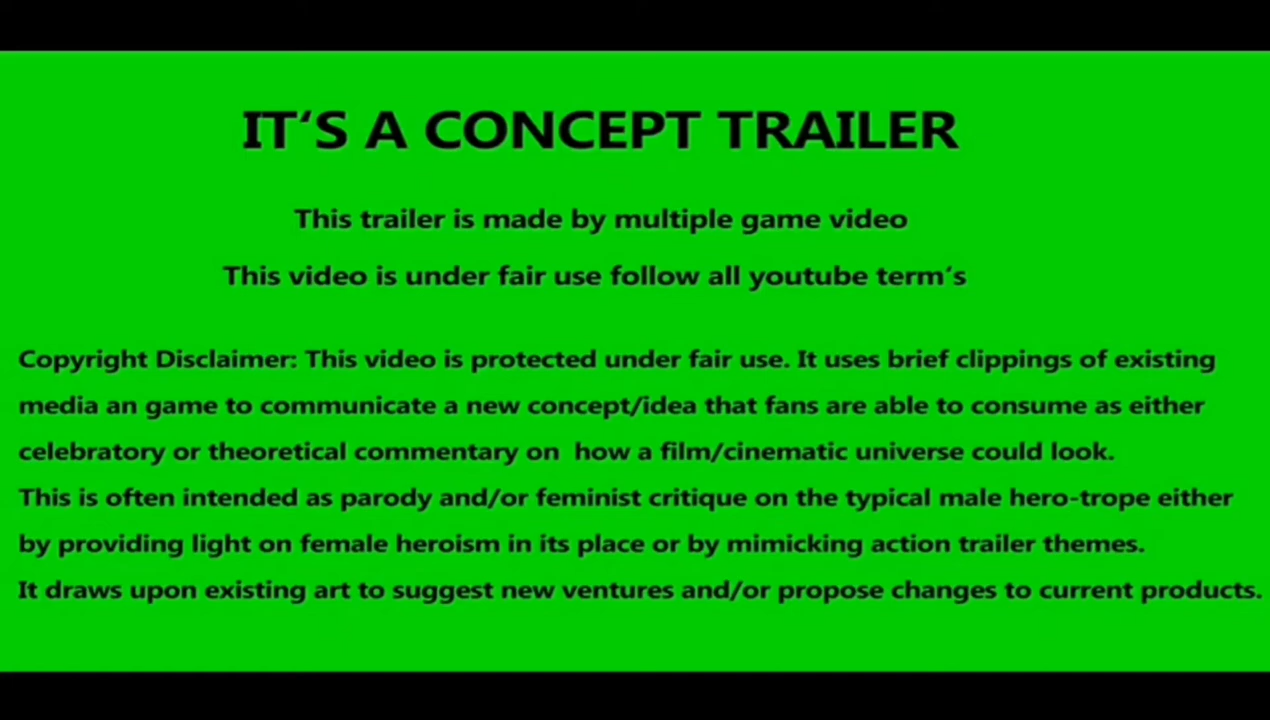 IT‘S A CONCEPT TRAILER
This trailer is made by multiple game video
This video is under fair use follow all youtube term‘s
Copyright Disclaimer: This video is protected under fair use. It uses brief clippings of existing
media an game to communicate a new concept/idea that fans are able to consume as either
celebratory or theoretical commentary on how a film/cinematic universe could look.
This is often intended as parody and/or feminist critique on the typical male hero-trope either
by providing light on female heroism in its place or by mimicking action trailer themes.
It draws upon existing art to suggest new ventures and/or propose changes to current products.